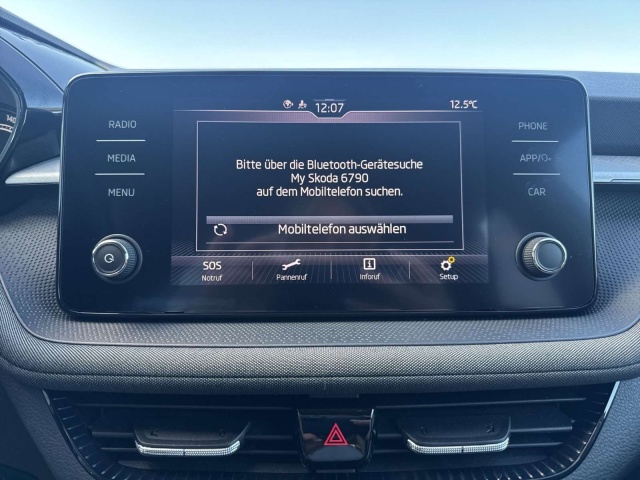 140
12:07
12.5°C
RADIO
MEDIA
MENU
Bitte über die Bluetooth-Gerätesuche
My Skoda 6790
auf dem Mobiltelefon suchen.
Mobiltelefon auswählen
SOS
Notruf
Pannenruf
Inforuf
Setup
PHONE
APP/
CAR